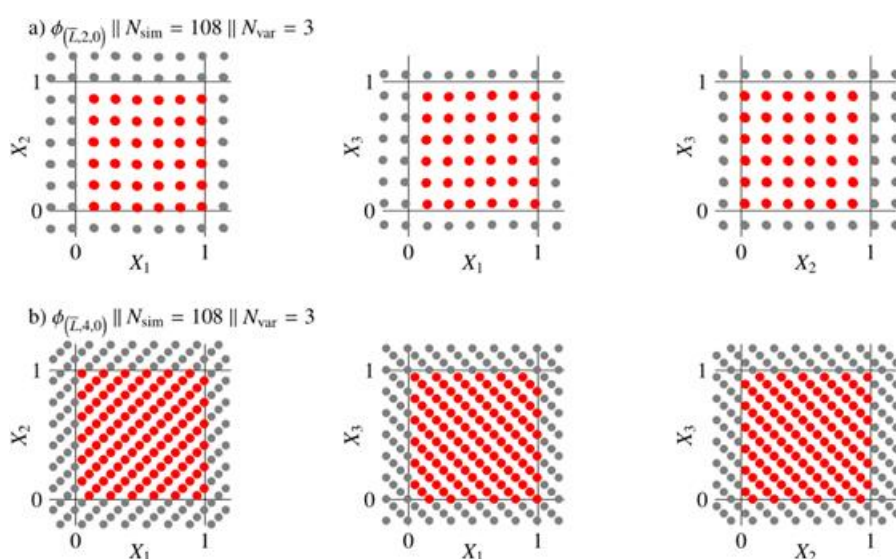 a) ϕ(L̅,2,0) || Nsim = 108 || Nvar = 3
X2 1 0 0 1 X1
X3 1 0 0 1 X1
X3 1 0 0 1 X2
b) ϕ(L̅,4,0) || Nsim = 108 || Nvar = 3
X2 1 0 0 1 X1
X3 1 0 0 1 X1
X3 1 0 0 1 X2